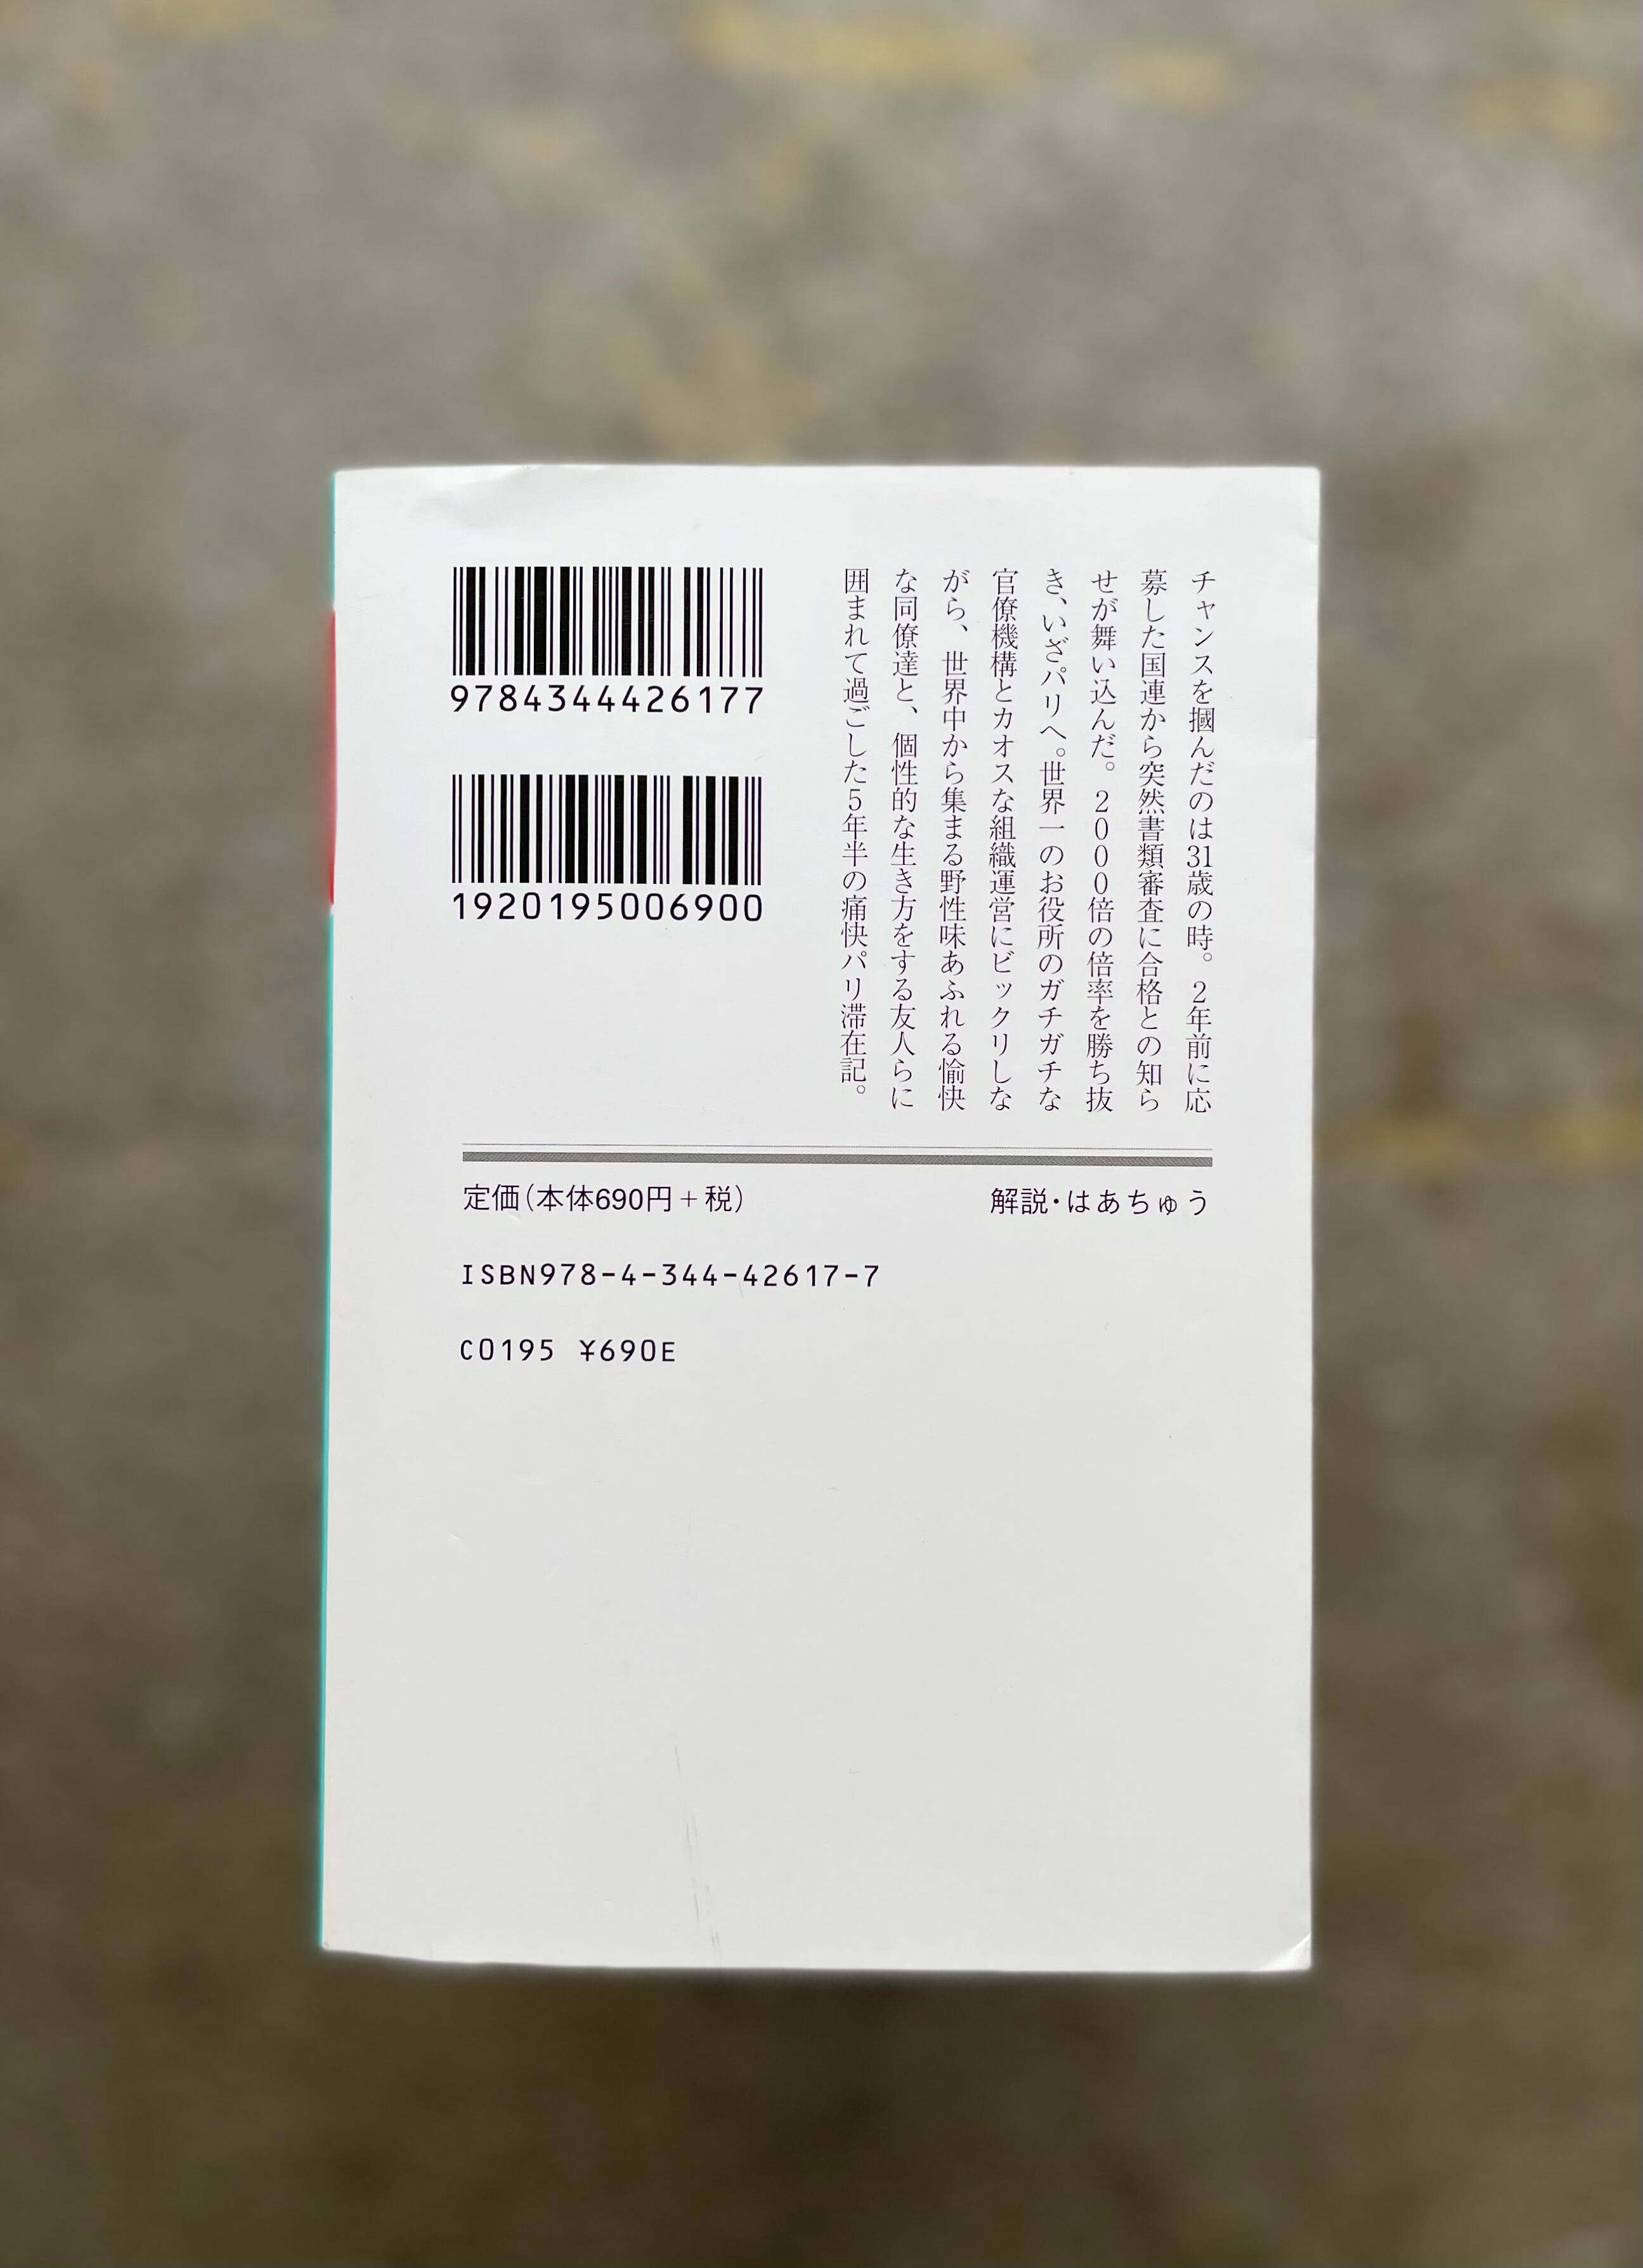 チャンスを摑んだのは31歳の時。2年前に応
募した国連から突然書類審査に合格との知ら
せが舞い込んだ。2000倍の倍率を勝ち抜
き、いざパリへ。世界一のお役所のガチガチな
官僚機構とカオスな組織運営にビックリしな
がら、世界中から集まる野性味あふれる愉快
な同僚達と、個性的な生き方をする友人らに
囲まれて過ごした5年半の痛快パリ滞在記。
9784344426177
1920195006900
定価(本体690円+税)
解説・はあちゅう
ISBN978-4-344-42617-7
C0195 ¥690E